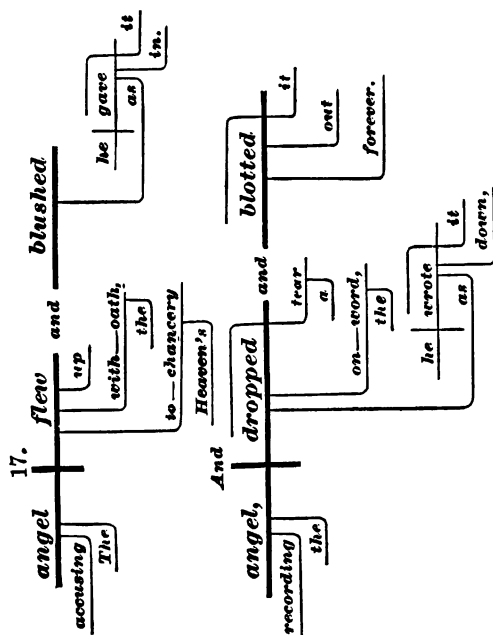 17.
angel flew and blushed
accusing
The
up
with—oath,
the
to—chancery
Heaven's
he gave
it
in.
as
And
angel, dropped and blotted
recording
the
tear
a
on—word,
the
he wrote
it
down,
as
it
out
forever.